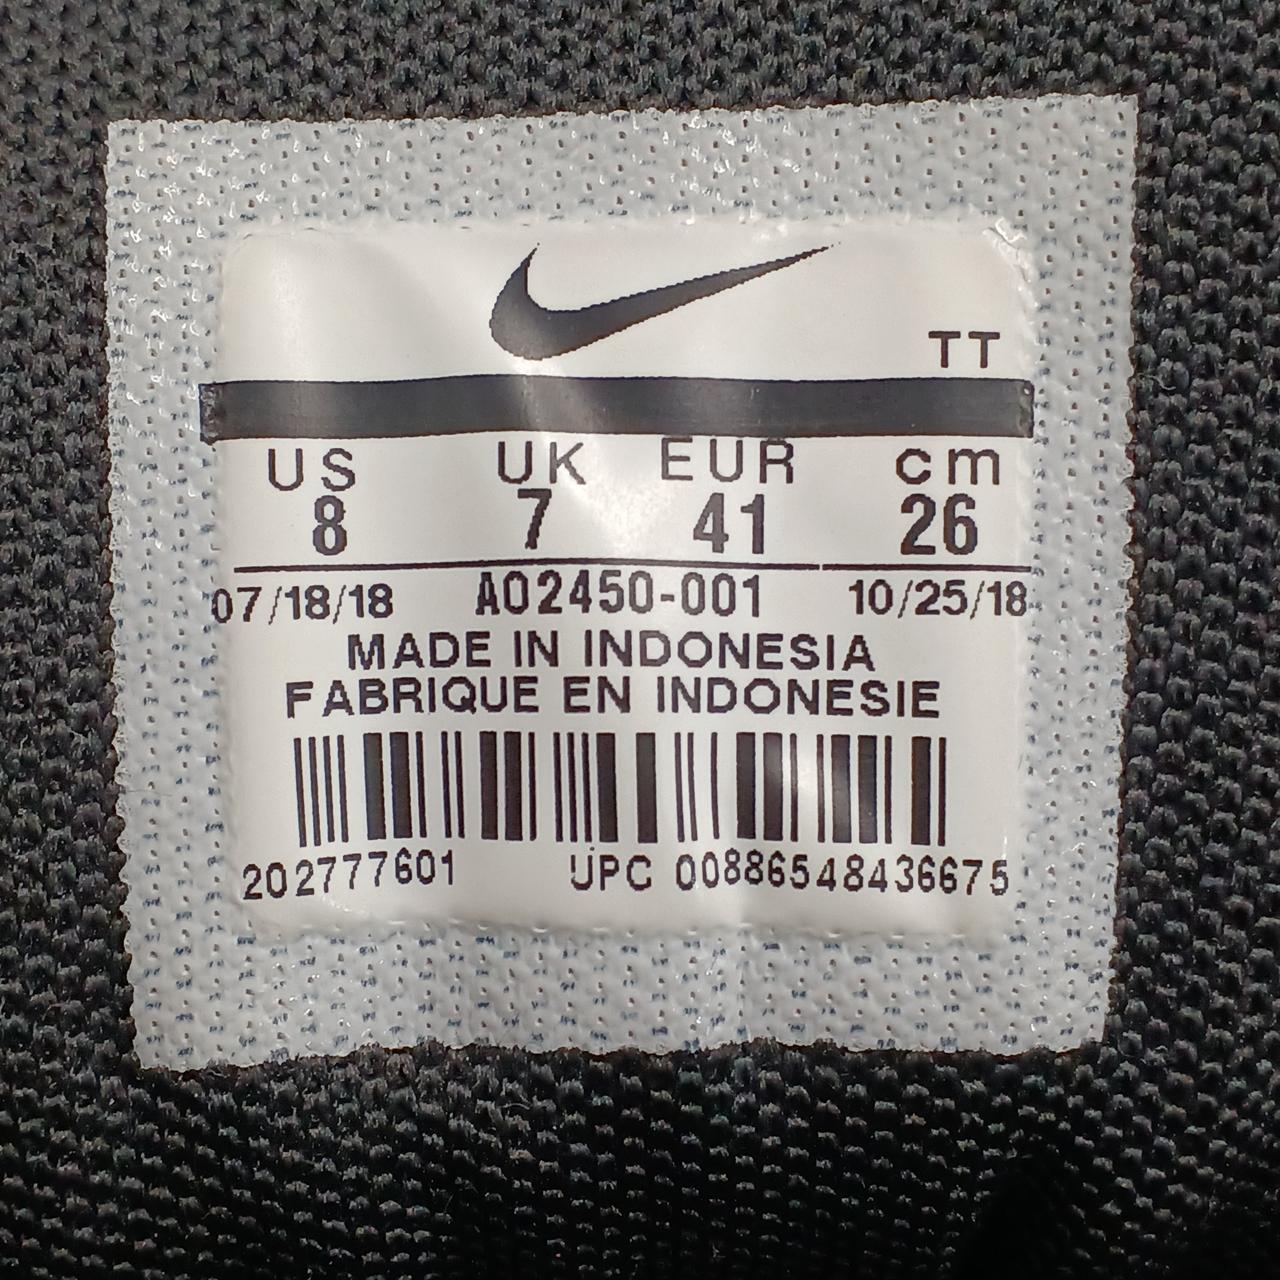 TT
US UK EUR cm
8 7 41 26
07/18/18 AO2450-001 10/25/18
MADE IN INDONESIA
FABRIQUE EN INDONESIE
202777601 UPC 00886548436675